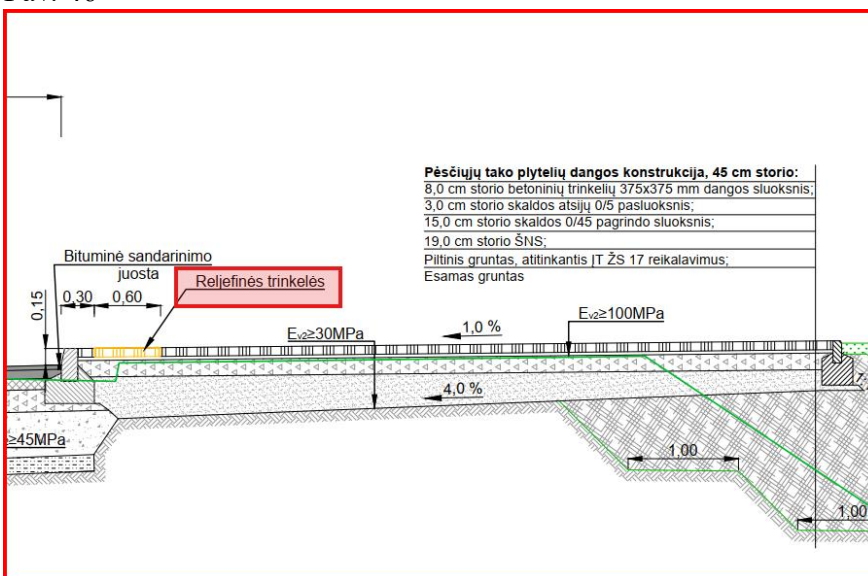 Pėsčiųjų tako plytelių dangos konstrukcija, 45 cm storio:
8,0 cm storio betoninių trinkelių 375x375 mm dangos sluoksnis;
3,0 cm storio skaldos atsijų 0/5 pasluoksnis;
15,0 cm storio skaldos 0/45 pagrindo sluoksnis;
19,0 cm storio ŠNS;
Piltinis gruntas, atitinkantis ĮT ŽS 17 reikalavimus;
Esamas gruntas
Bituminė sandarinimo
juosta
Reljefinės trinkelės
0,15
0,30
0,60
Ev2≥30MPa
1,0 %
Ev2≥100MPa
4,0 %
≥45MPa
1,00
1,00